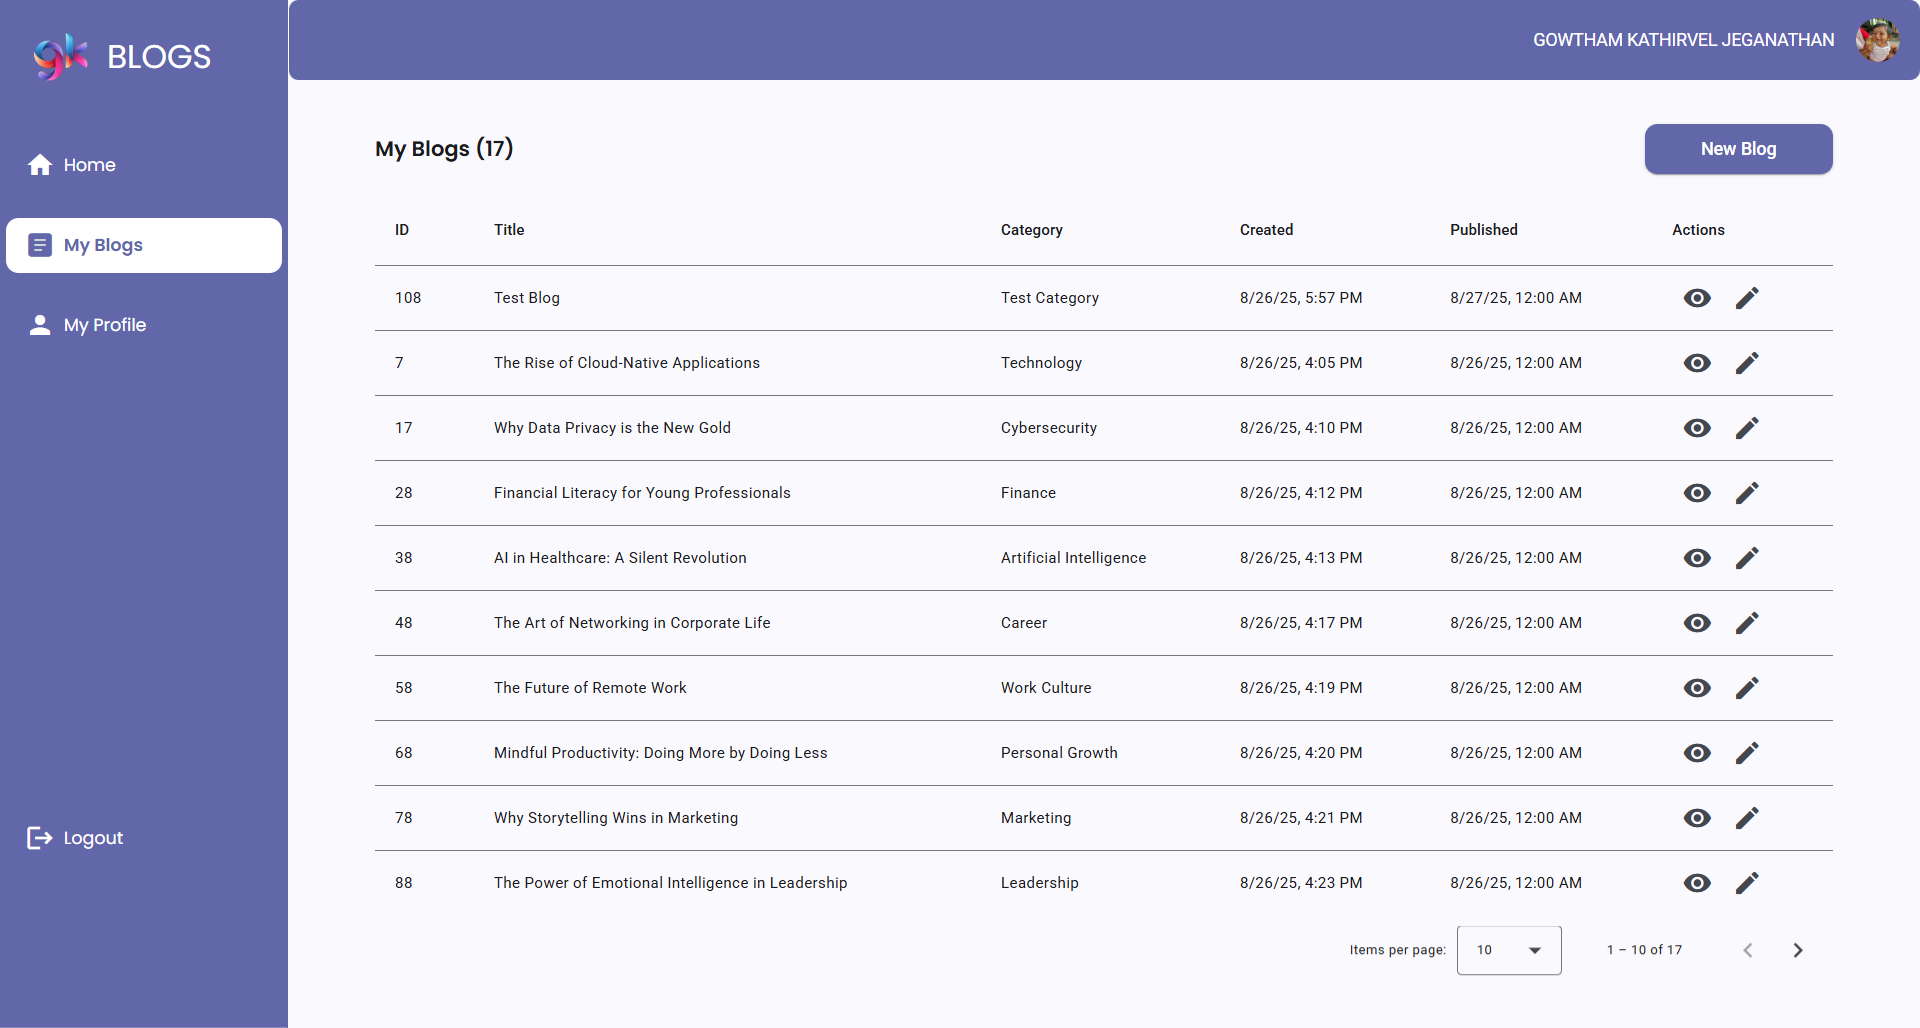 gk BLOGS
GOWTHAM KATHIRVEL JEGANATHAN
Home
My Blogs
My Profile
Logout
My Blogs (17)
New Blog
ID Title Category Created Published Actions
108 Test Blog Test Category 8/26/25, 5:57 PM 8/27/25, 12:00 AM
7 The Rise of Cloud-Native Applications Technology 8/26/25, 4:05 PM 8/26/25, 12:00 AM
17 Why Data Privacy is the New Gold Cybersecurity 8/26/25, 4:10 PM 8/26/25, 12:00 AM
28 Financial Literacy for Young Professionals Finance 8/26/25, 4:12 PM 8/26/25, 12:00 AM
38 AI in Healthcare: A Silent Revolution Artificial Intelligence 8/26/25, 4:13 PM 8/26/25, 12:00 AM
48 The Art of Networking in Corporate Life Career 8/26/25, 4:17 PM 8/26/25, 12:00 AM
58 The Future of Remote Work Work Culture 8/26/25, 4:19 PM 8/26/25, 12:00 AM
68 Mindful Productivity: Doing More by Doing Less Personal Growth 8/26/25, 4:20 PM 8/26/25, 12:00 AM
78 Why Storytelling Wins in Marketing Marketing 8/26/25, 4:21 PM 8/26/25, 12:00 AM
88 The Power of Emotional Intelligence in Leadership Leadership 8/26/25, 4:23 PM 8/26/25, 12:00 AM
Items per page: 10 1 – 10 of 17